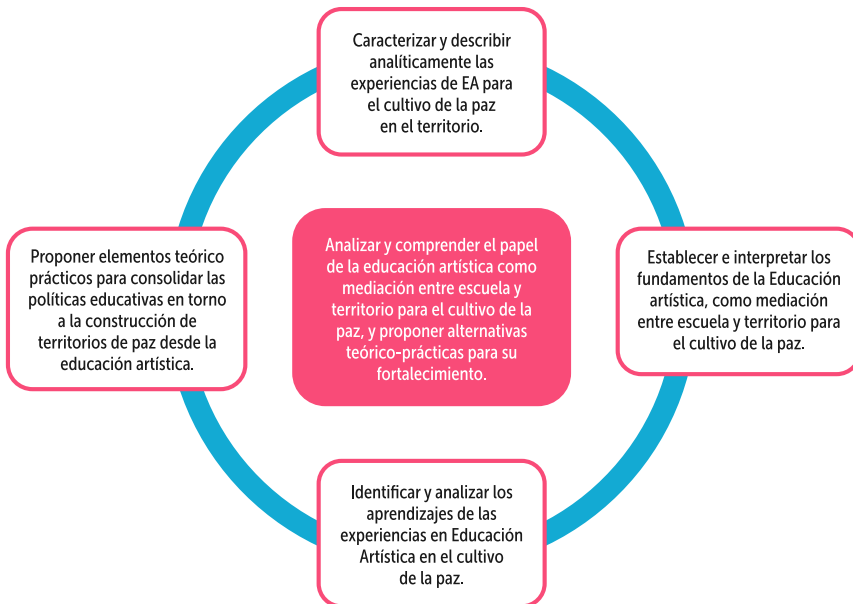 Caracterizar y describir
analíticamente las
experiencias de EA para
el cultivo de la paz
en el territorio.
Proponer elementos teórico
prácticos para consolidar las
políticas educativas en torno
a la construcción de
territorios de paz desde la
educación artística.
Analizar y comprender el papel
de la educación artística como
mediación entre escuela y
territorio para el cultivo de la
paz, y proponer alternativas
teórico-prácticas para su
fortalecimiento.
Establecer e interpretar los
fundamentos de la Educación
artística, como mediación
entre escuela y territorio para
el cultivo de la paz.
Identificar y analizar los
aprendizajes de las
experiencias en Educación
Artística en el cultivo
de la paz.